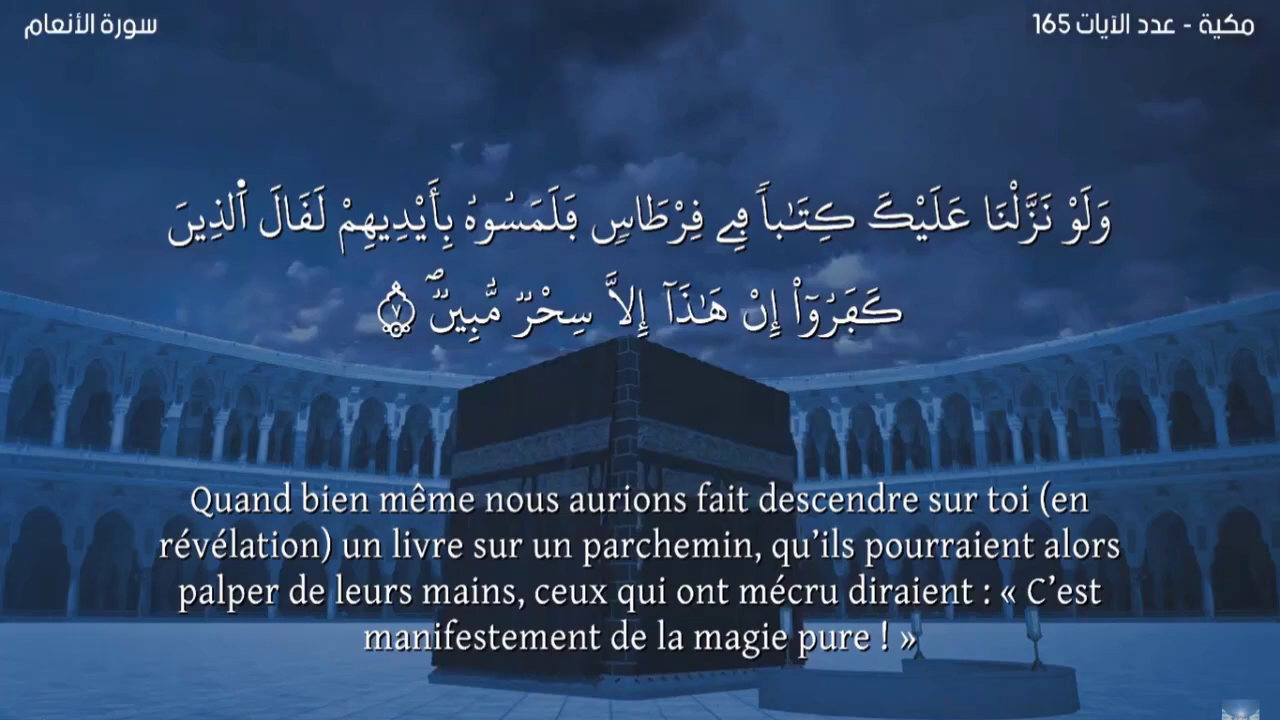 سورة الأنعام
مكية - عدد الآيات 165
وَلَوْ نَزَّلْنَا عَلَيْكَ كِتَٰباٗ فِے قِرْطَاسٖ فَلَمَسُوهُ بِأَيْدِيهِمْ لَقَالَ اَ۬لذِينَ
كَفَرُوٓاْ إِنْ هَٰذَآ إِلَّا سِحْرٞ مُّبِينٞۖ ٧
Quand bien même nous aurions fait descendre sur toi (en
révélation) un livre sur un parchemin, qu’ils pourraient alors
palper de leurs mains, ceux qui ont mécru diraient : « C’est
manifestement de la magie pure ! »